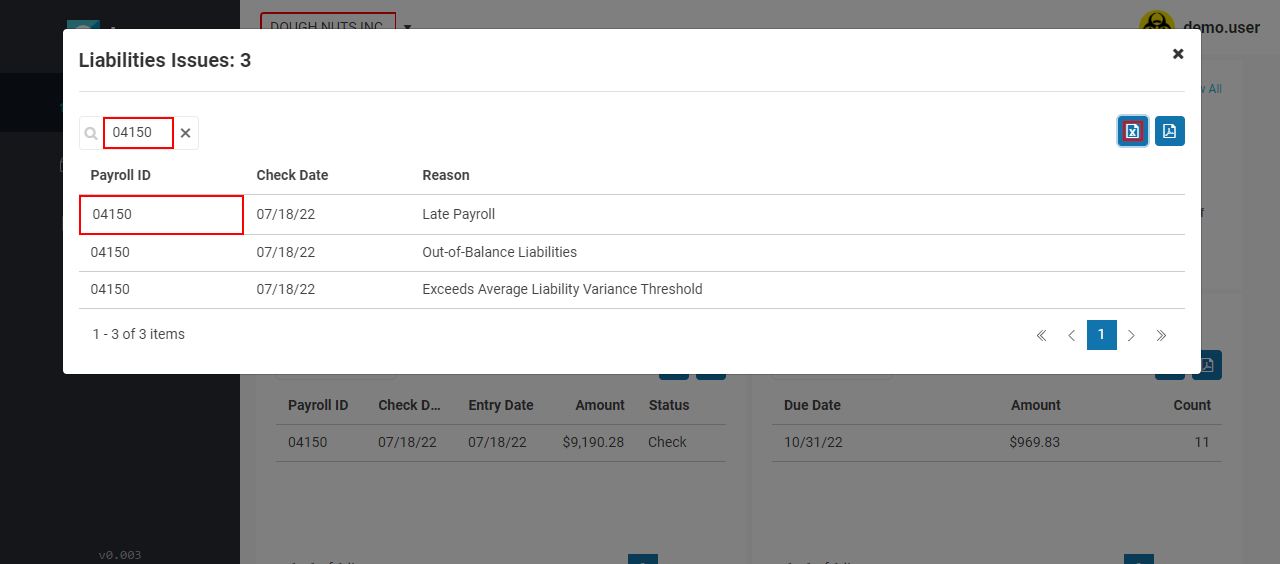 DOUGH NUTS INC
demo.user
Liabilities Issues: 3
w All
04150
Payroll ID Check Date Reason
04150 07/18/22 Late Payroll
04150 07/18/22 Out-of-Balance Liabilities
04150 07/18/22 Exceeds Average Liability Variance Threshold
1 - 3 of 3 items
1
Payroll ID Check D... Entry Date Amount Status
04150 07/18/22 07/18/22 $9,190.28 Check
Due Date Amount Count
10/31/22 $969.83 11
v0.003